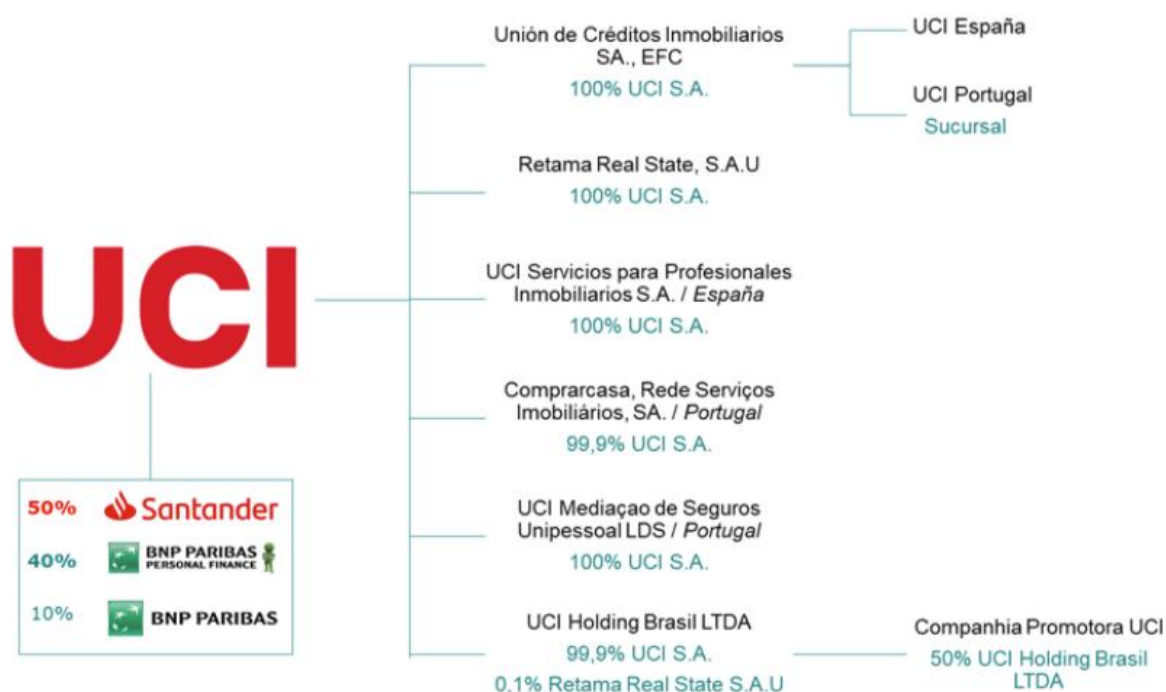 Unión de Créditos Inmobiliarios
SA., EFC
100% UCI S.A.
UCI España
UCI Portugal
Sucursal
Retama Real State, S.A.U
100% UCI S.A.
UCI Servicios para Profesionales
Inmobiliarios S.A. / España
100% UCI S.A.
UCI
Comprarcasa, Rede Serviços
Imobiliários, SA. / Portugal
99,9% UCI S.A.
50% Santander
40% BNP PARIBAS
PERSONAL FINANCE
10% BNP PARIBAS
UCI Mediaçao de Seguros
Unipessoal LDS / Portugal
100% UCI S.A.
UCI Holding Brasil LTDA
99,9% UCI S.A.
0,1% Retama Real State S.A.U
Companhia Promotora UCI
50% UCI Holding Brasil
LTDA